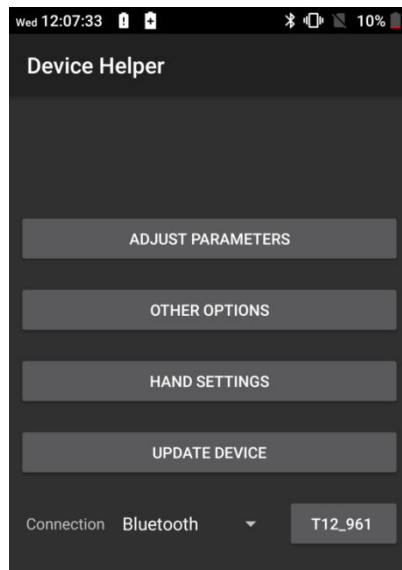 Wed 12:07:33 10%
Device Helper
ADJUST PARAMETERS
OTHER OPTIONS
HAND SETTINGS
UPDATE DEVICE
Connection Bluetooth T12_961